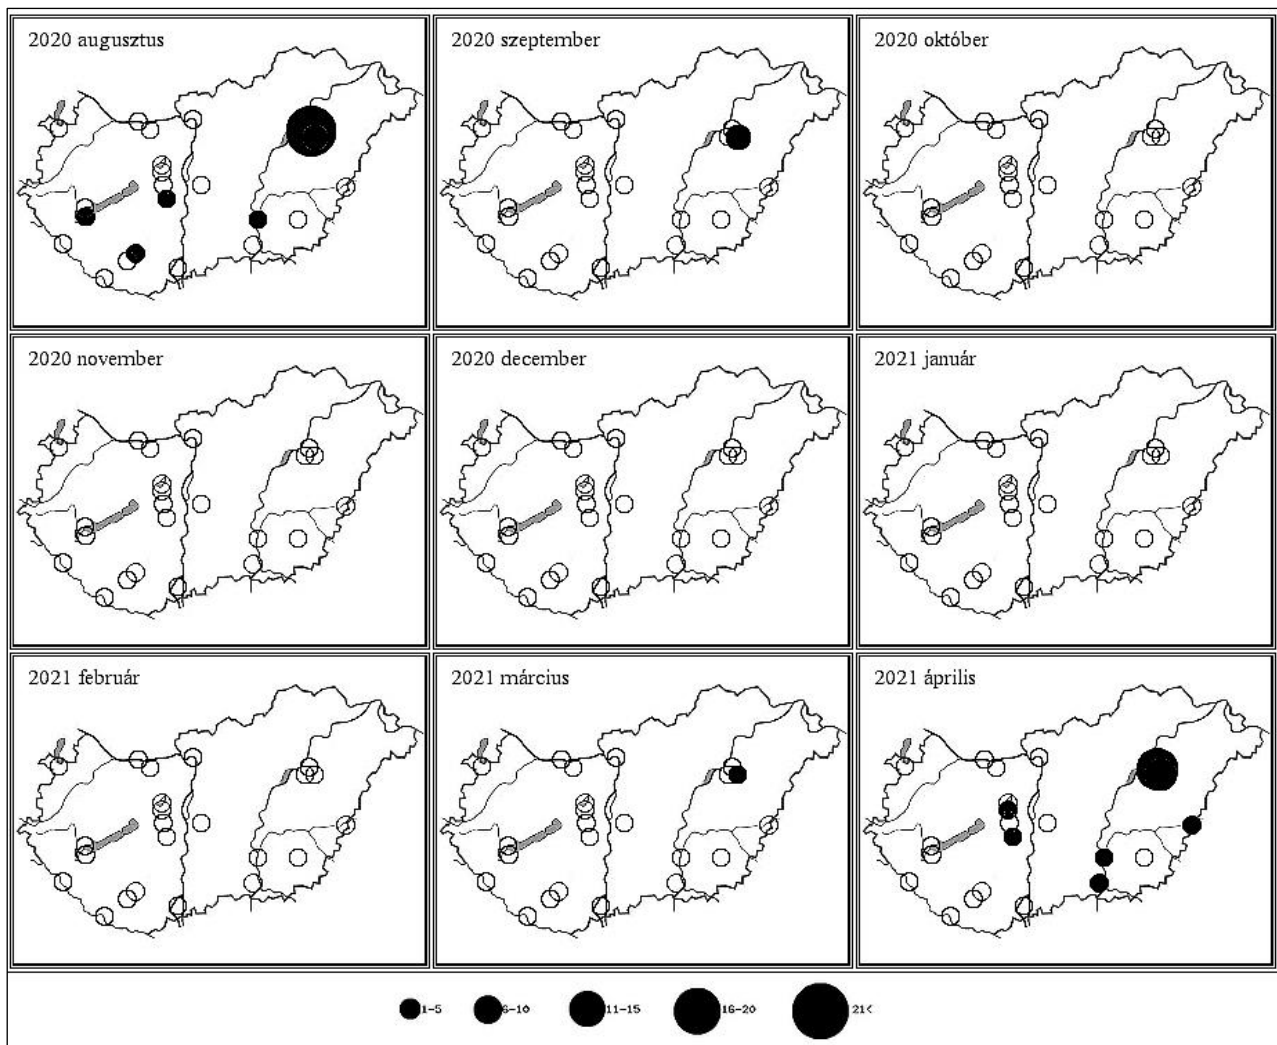 2020 augusztus
2020 szeptember
2020 október
2020 november
2020 december
2021 január
2021 február
2021 március
2021 április
1-5 6-10 11-15 16-20 21<